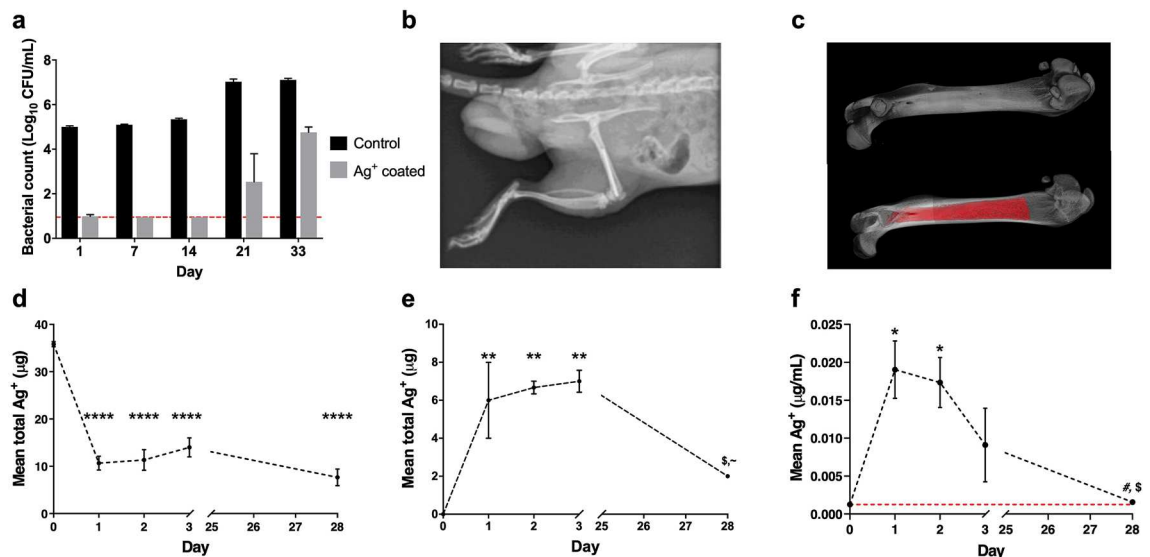 a
Bacterial count (Log10 CFU/mL)
8
6
4
2
0
1 7 14 21 33
Day
Control
Ag+ coated
b
c
d
Mean total Ag+ (µg)
40
30
20
10
0
**** **** **** ****
0 1 2 3 25 26 27 28
Day
e
Mean total Ag+ (µg)
10
8
6
4
2
0
** ** **
$,~
0 1 2 3 25 26 27 28
Day
f
Mean Ag+ (µg/mL)
0.025
0.020
0.015
0.010
0.005
0.000
* *
#, $
0 1 2 3 25 26 27 28
Day